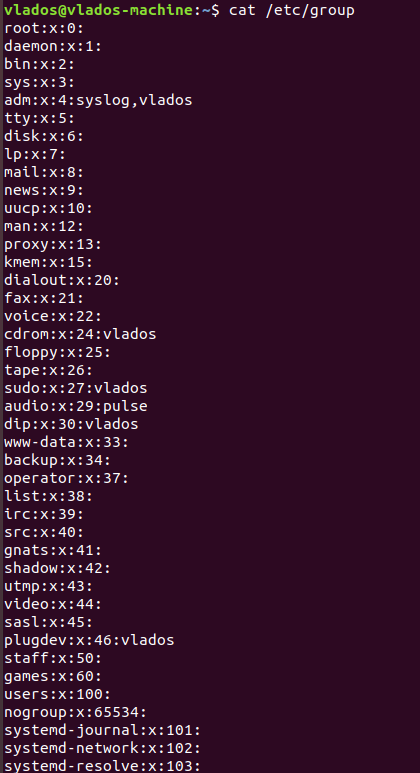 vlados@vlados-machine:~$ cat /etc/group
root:x:0:
daemon:x:1:
bin:x:2:
sys:x:3:
adm:x:4:syslog,vlados
tty:x:5:
disk:x:6:
lp:x:7:
mail:x:8:
news:x:9:
uucp:x:10:
man:x:12:
proxy:x:13:
kmem:x:15:
dialout:x:20:
fax:x:21:
voice:x:22:
cdrom:x:24:vlados
floppy:x:25:
tape:x:26:
sudo:x:27:vlados
audio:x:29:pulse
dip:x:30:vlados
www-data:x:33:
backup:x:34:
operator:x:37:
list:x:38:
irc:x:39:
src:x:40:
gnats:x:41:
shadow:x:42:
utmp:x:43:
video:x:44:
sasl:x:45:
plugdev:x:46:vlados
staff:x:50:
games:x:60:
users:x:100:
nogroup:x:65534:
systemd-journal:x:101:
systemd-network:x:102:
systemd-resolve:x:103: